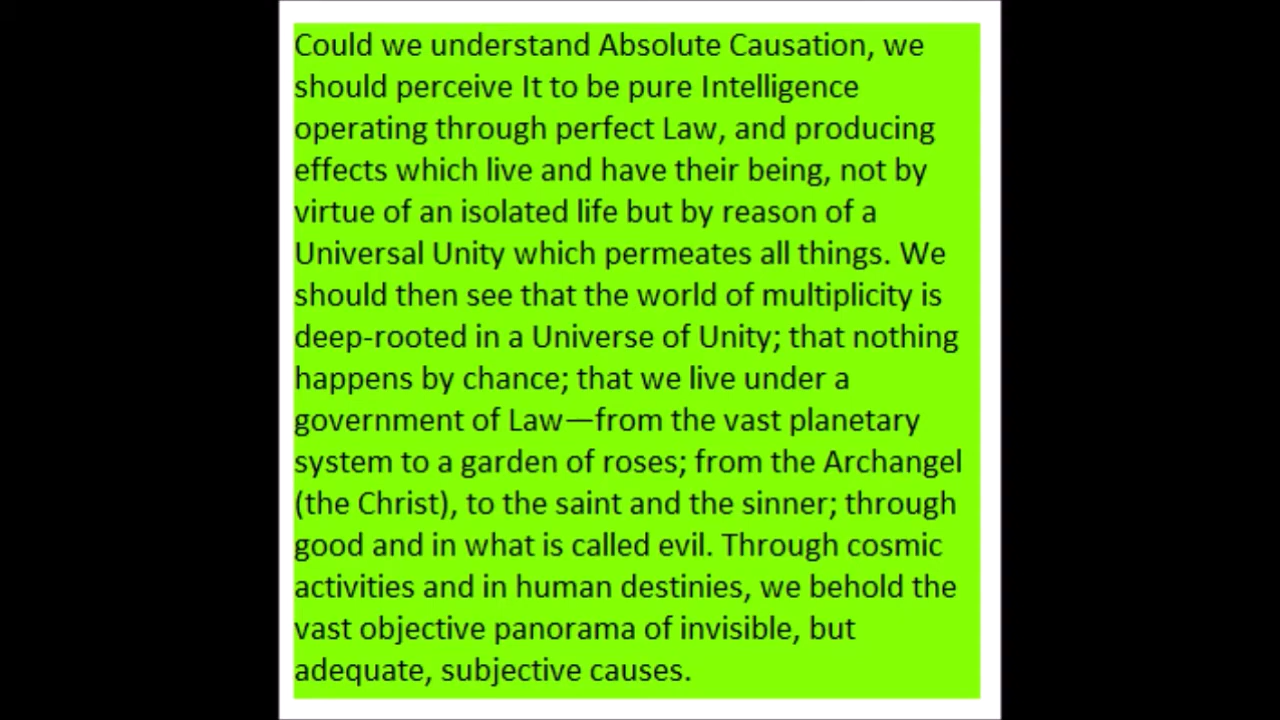 Could we understand Absolute Causation, we
should perceive It to be pure Intelligence
operating through perfect Law, and producing
effects which live and have their being, not by
virtue of an isolated life but by reason of a
Universal Unity which permeates all things. We
should then see that the world of multiplicity is
deep-rooted in a Universe of Unity; that nothing
happens by chance; that we live under a
government of Law—from the vast planetary
system to a garden of roses; from the Archangel
(the Christ), to the saint and the sinner; through
good and in what is called evil. Through cosmic
activities and in human destinies, we behold the
vast objective panorama of invisible, but
adequate, subjective causes.